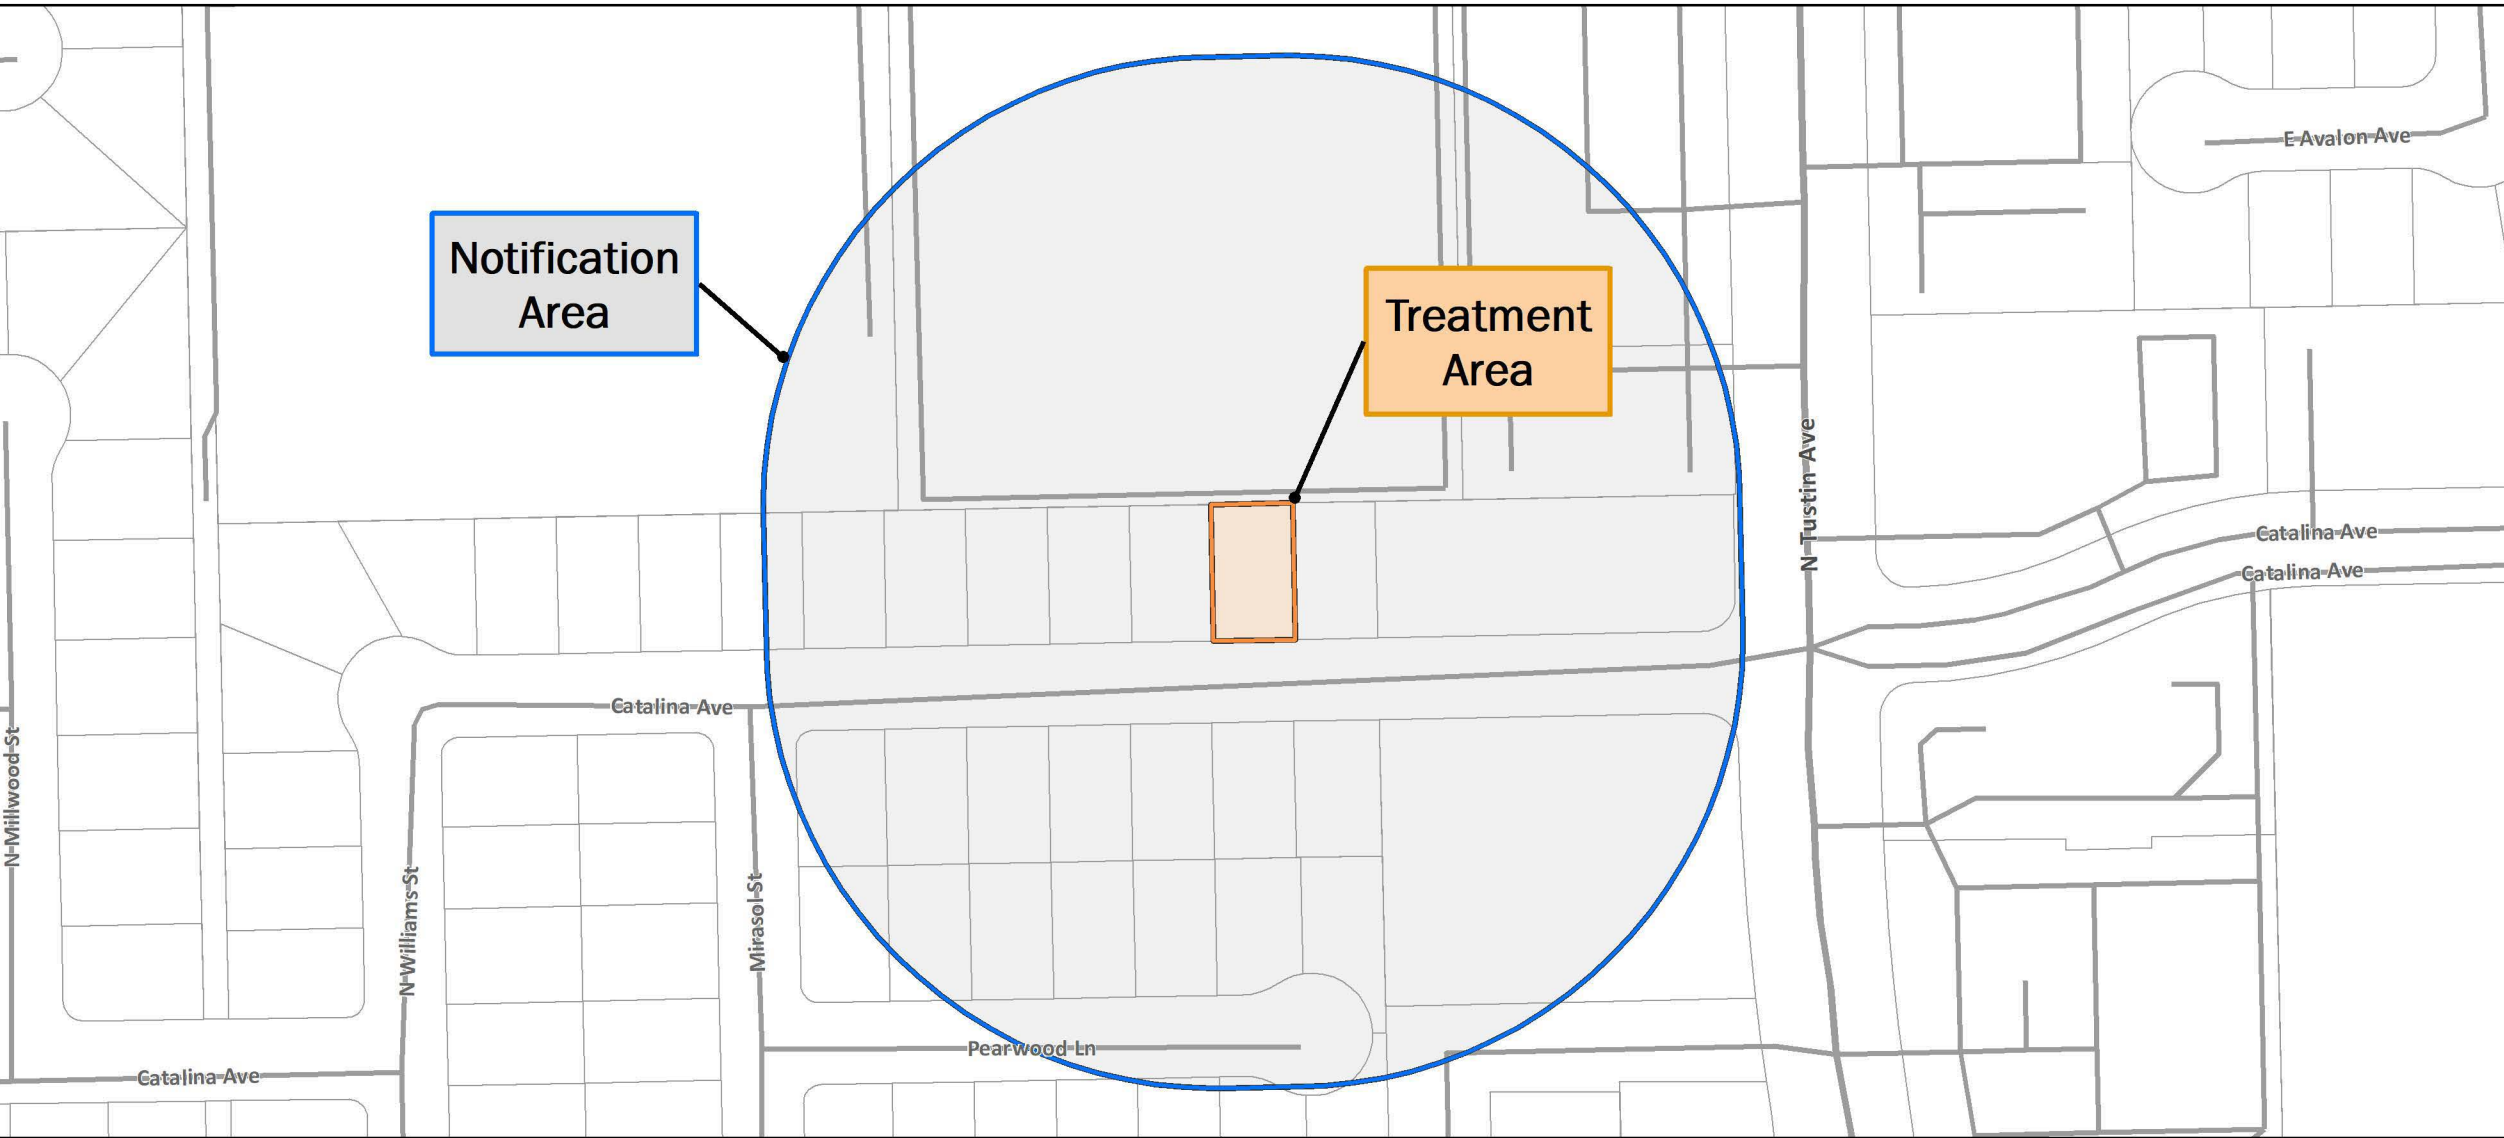 E Avalon Ave
Notification
Area
Treatment
Area
N Tustin Ave
Catalina Ave
Catalina Ave
Catalina Ave
N Millwood St
N Williams St
Mirasol St
Pearwood Ln
Catalina Ave